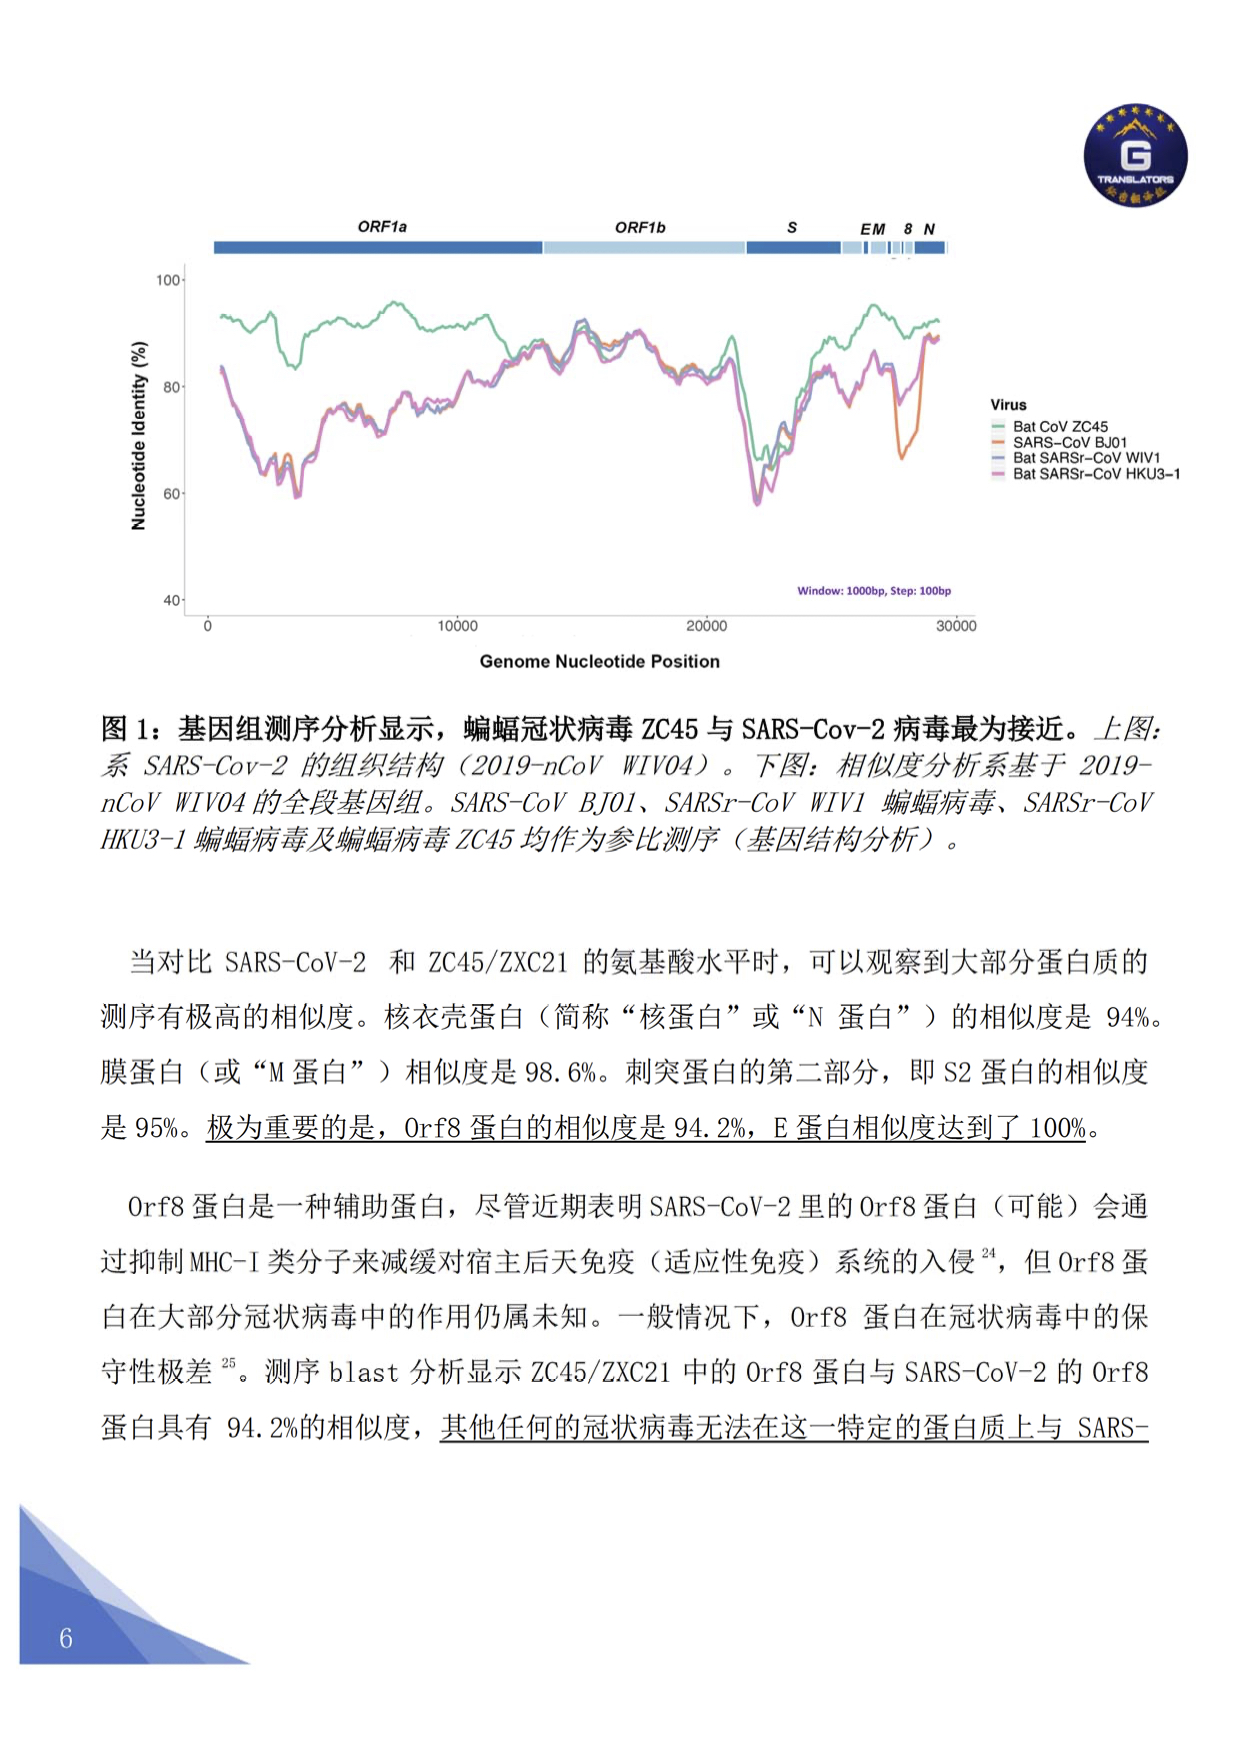 G
TRANSLATORS
ORF1a ORF1b S E M 8 N
100
80
60
40
Nucleotide Identity (%)
Virus
Bat CoV ZC45
SARS-CoV BJ01
Bat SARSr-CoV WIV1
Bat SARSr-CoV HKU3-1
Window: 1000bp, Step: 100bp
0 10000 20000 30000
Genome Nucleotide Position
图 1：基因组测序分析显示，蝙蝠冠状病毒 ZC45 与 SARS-Cov-2 病毒最为接近。上图：
系 SARS-Cov-2 的组织结构（2019-nCoV WIV04）。下图：相似度分析系基于 2019-
nCoV WIV04 的全段基因组。SARS-CoV BJ01、SARSr-CoV WIV1 蝙蝠病毒、SARSr-CoV
HKU3-1 蝙蝠病毒及蝙蝠病毒 ZC45 均作为参比测序（基因结构分析）。
当对比 SARS-CoV-2 和 ZC45/ZXC21 的氨基酸水平时，可以观察到大部分蛋白质的
测序有极高的相似度。核衣壳蛋白（简称“核蛋白”或“N 蛋白”）的相似度是 94%。
膜蛋白（或“M 蛋白”）相似度是 98.6%。刺突蛋白的第二部分，即 S2 蛋白的相似度
是 95%。极为重要的是，Orf8 蛋白的相似度是 94.2%，E 蛋白相似度达到了 100%。
Orf8 蛋白是一种辅助蛋白，尽管近期表明 SARS-CoV-2 里的 Orf8 蛋白（可能）会通
过抑制 MHC-I 类分子来减缓对宿主后天免疫（适应性免疫）系统的入侵 24，但 Orf8 蛋
白在大部分冠状病毒中的作用仍属未知。一般情况下，Orf8 蛋白在冠状病毒中的保
守性极差 25。测序 blast 分析显示 ZC45/ZXC21 中的 Orf8 蛋白与 SARS-CoV-2 的 Orf8
蛋白具有 94.2%的相似度，其他任何的冠状病毒无法在这一特定的蛋白质上与 SARS-
6